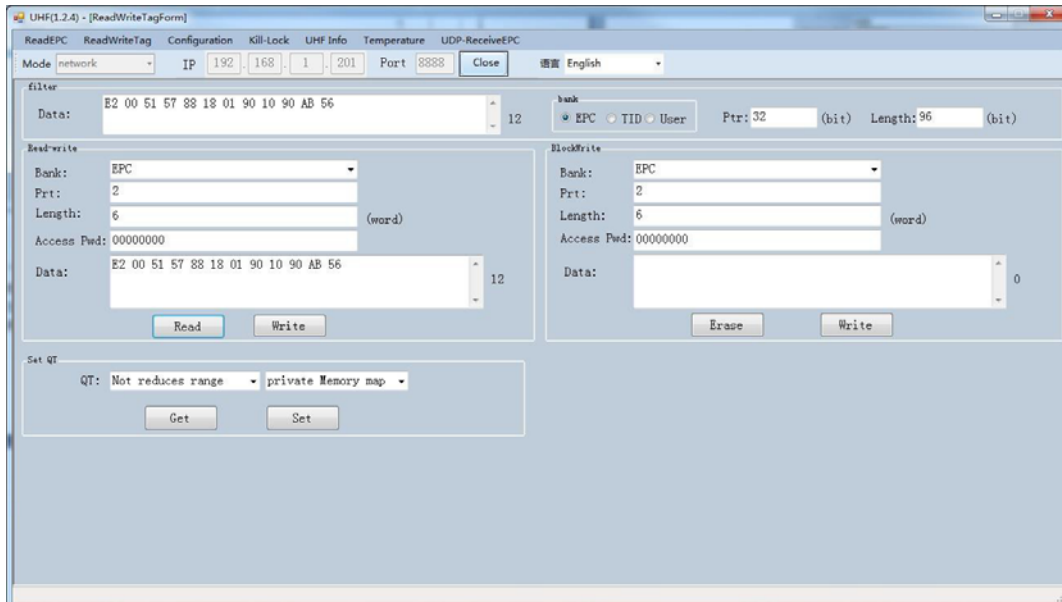 UHF(1.2.4) - [ReadWriteTagForm]
ReadEPC ReadWriteTag Configuration Kill-Lock UHF Info Temperature UDP-ReceiveEPC
Mode network IP 192 . 168 . 1 . 201 Port 8888 Close 语言 English
filter
Data: E2 00 51 57 88 18 01 90 10 90 AB 56 12
bank
EPC TID User Ptr: 32 (bit) Length: 96 (bit)
Read-write
Bank: EPC
Prt: 2
Length: 6 (word)
Access Pwd: 00000000
Data: E2 00 51 57 88 18 01 90 10 90 AB 56 12
Read Write
BlockWrite
Bank: EPC
Prt: 2
Length: 6 (word)
Access Pwd: 00000000
Data: 0
Erase Write
Set QT
QT: Not reduces range private Memory map
Get Set